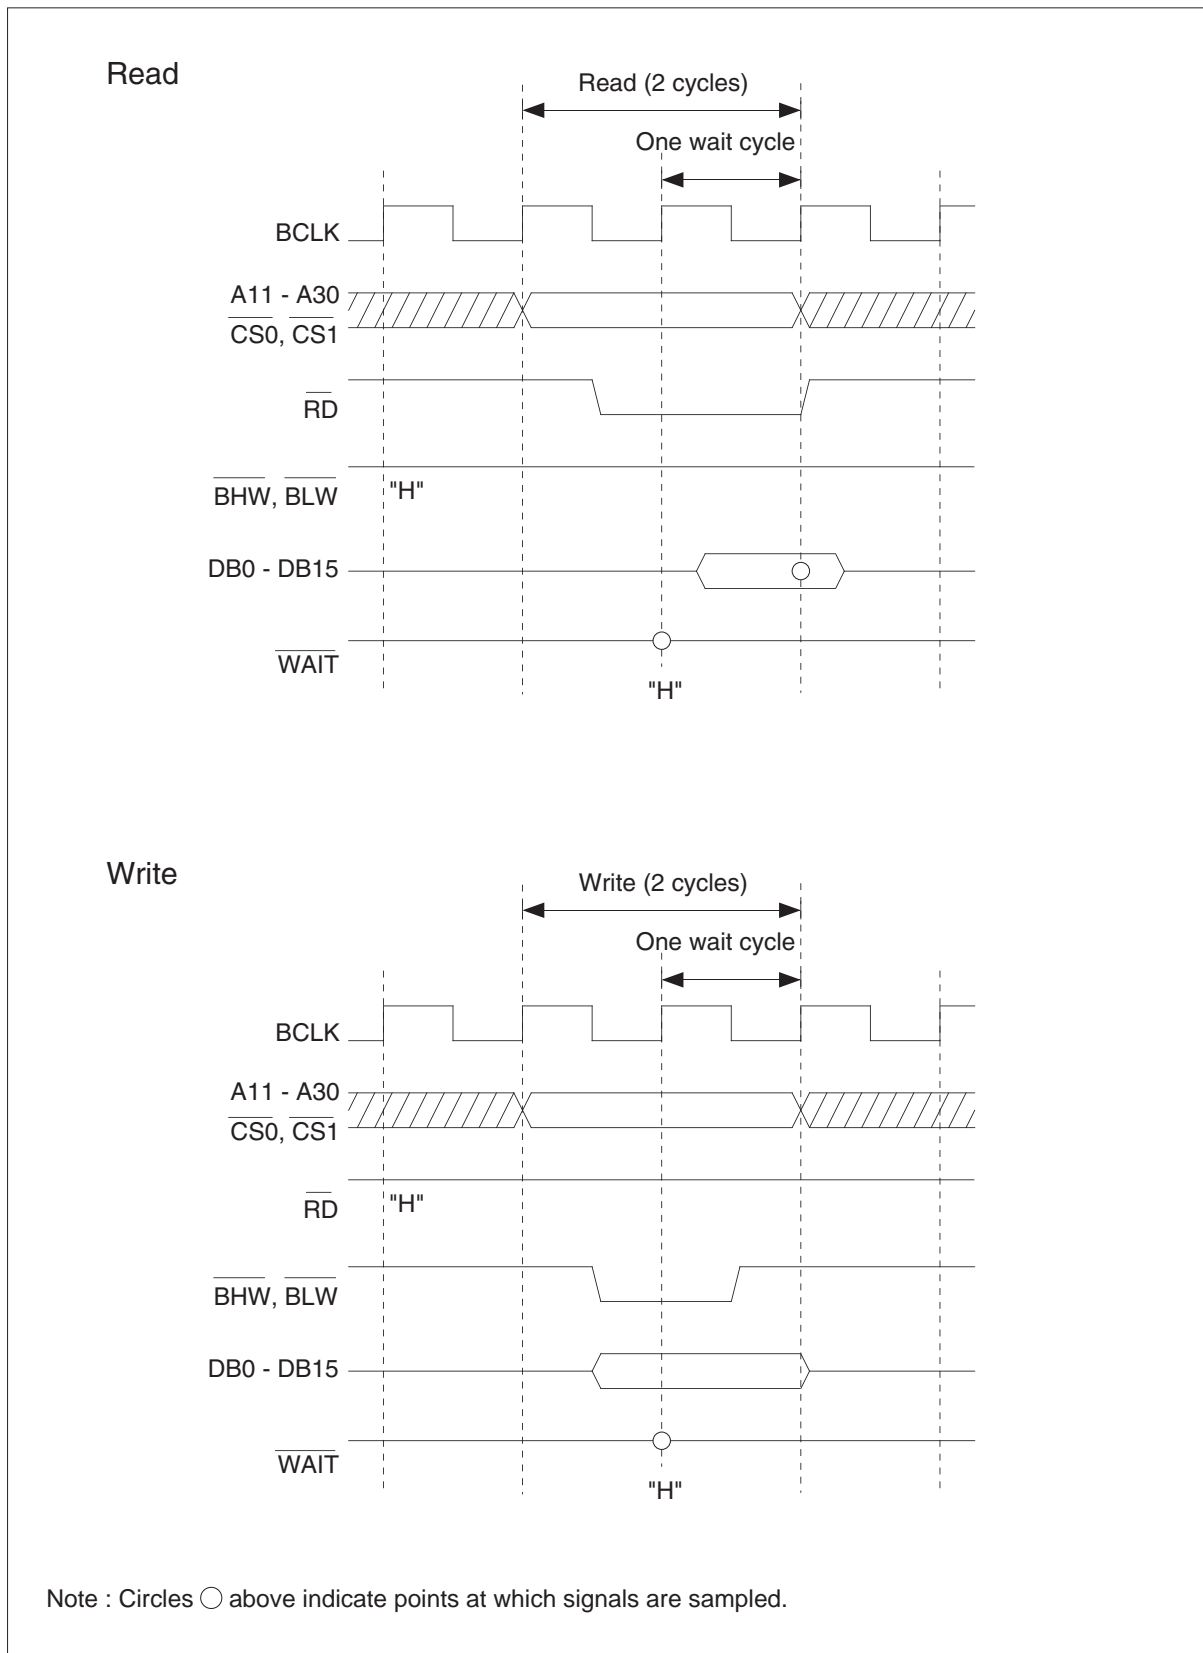 Read
Read (2 cycles)
One wait cycle
BCLK
A11 - A30
CS0, CS1
RD
BHW, BLW
"H"
DB0 - DB15
WAIT
"H"
Write
Write (2 cycles)
One wait cycle
BCLK
A11 - A30
CS0, CS1
RD
"H"
BHW, BLW
DB0 - DB15
WAIT
"H"
Note : Circles ○ above indicate points at which signals are sampled.